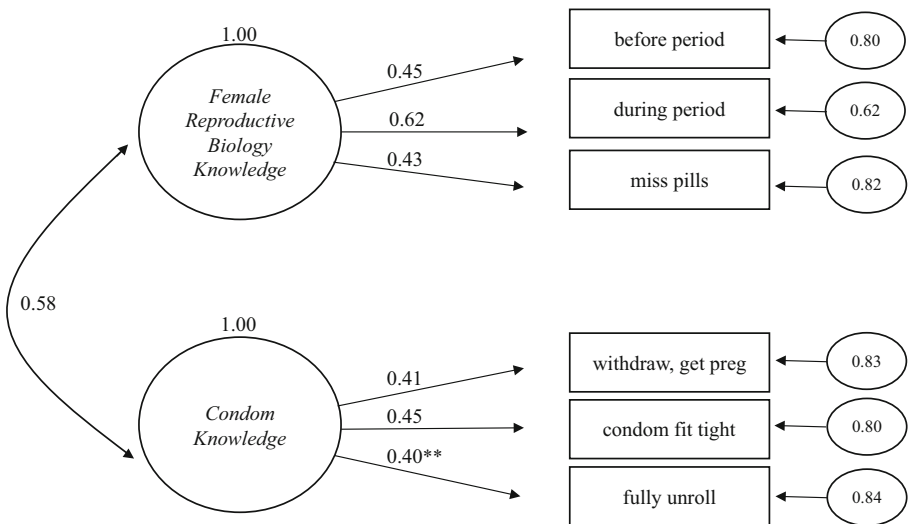 1.00
Female
Reproductive
Biology
Knowledge
0.45
0.62
0.43
before period
0.80
during period
0.62
miss pills
0.82
0.58
1.00
Condom
Knowledge
0.41
0.45
0.40**
withdraw, get preg
0.83
condom fit tight
0.80
fully unroll
0.84